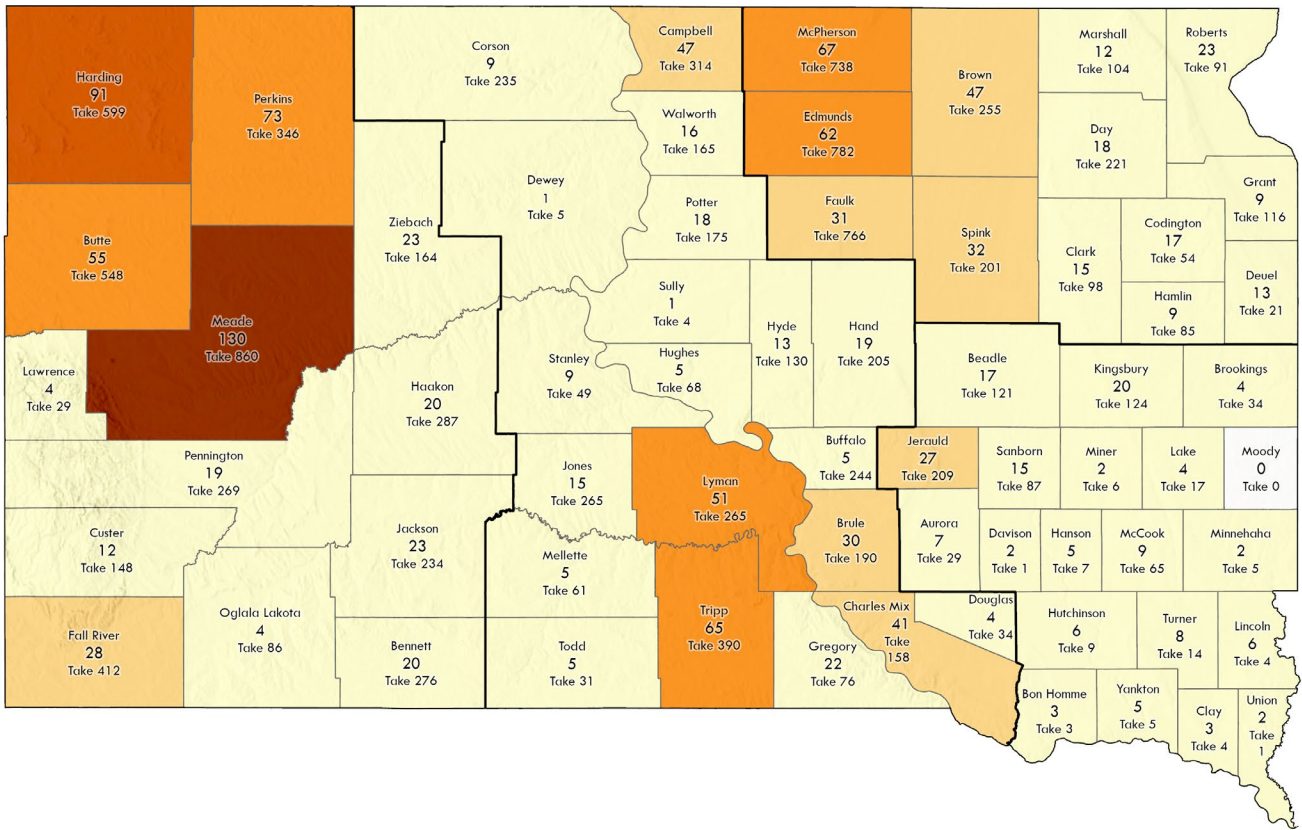 Harding
91
Take 599
Perkins
73
Take 346
Corson
9
Take 235
Campbell
47
Take 314
McPherson
67
Take 738
Brown
47
Take 255
Marshall
12
Take 104
Roberts
23
Take 91
Walworth
16
Take 165
Edmunds
62
Take 782
Day
18
Take 221
Dewey
1
Take 5
Grant
9
Take 116
Butte
55
Take 548
Ziebach
23
Take 164
Potter
18
Take 175
Faulk
31
Take 766
Spink
32
Take 201
Clark
15
Take 98
Codington
17
Take 54
Deuel
13
Take 21
Hamlin
9
Take 85
Meade
130
Take 860
Sully
1
Take 4
Hyde
13
Take 130
Hand
19
Take 205
Lawrence
4
Take 29
Haakon
20
Take 287
Stanley
9
Take 49
Hughes
5
Take 68
Beadle
17
Take 121
Kingsbury
20
Take 124
Brookings
4
Take 34
Pennington
19
Take 269
Jones
15
Take 265
Lyman
51
Take 265
Buffalo
5
Take 244
Jerauld
27
Take 209
Sanborn
15
Take 87
Miner
2
Take 6
Lake
4
Take 17
Moody
0
Take 0
Custer
12
Take 148
Jackson
23
Take 234
Mellette
5
Take 61
Brule
30
Take 190
Aurora
7
Take 29
Davison
2
Take 1
Hanson
5
Take 7
McCook
9
Take 65
Minnehaha
2
Take 5
Fall River
28
Take 412
Oglala Lakota
4
Take 86
Bennett
20
Take 276
Todd
5
Take 31
Tripp
65
Take 390
Gregory
22
Take 76
Charles Mix
41
Take
158
Douglas
4
Take 34
Hutchinson
6
Take 9
Turner
8
Take 14
Lincoln
6
Take 4
Bon Homme
3
Take 3
Yankton
5
Take 5
Clay
3
Take 4
Union
2
Take
1